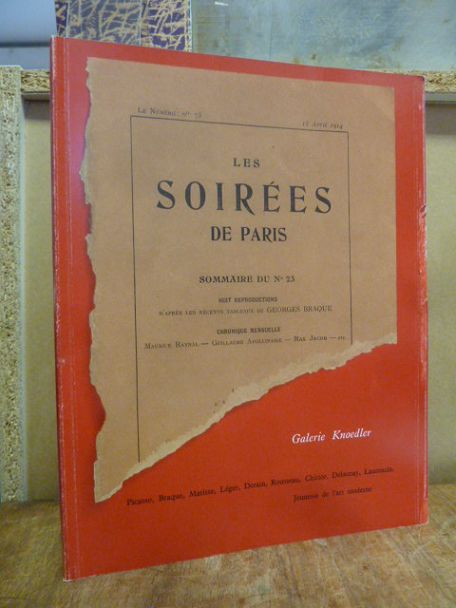 Le Numéro: 0fr. 75
15 Avril 1914
LES
SOIRÉES
DE PARIS
SOMMAIRE DU No 23
HUIT REPRODUCTIONS
D'APRÈS LES RÉCENTS TABLEAUX DE GEORGES BRAQUE
CHRONIQUE MENSUELLE
Maurice Raynal — Guillaume Apollinaire — Max Jacob — etc.
Galerie Knoedler
Picasso, Braque, Matisse, Léger, Derain, Rousseau, Chirico, Delaunay, Laurencin.
Jeunesse de l'art moderne